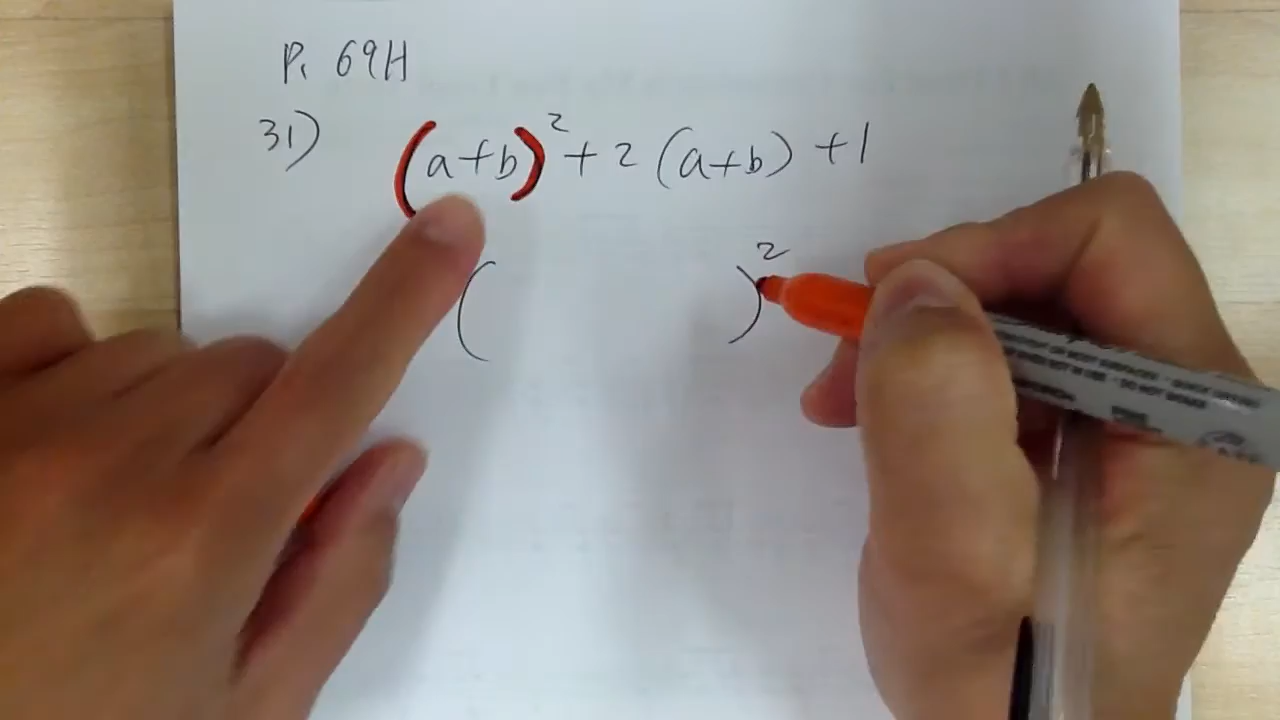 P. 69H
31) (a+b)² + 2 (a+b) + 1
( )²